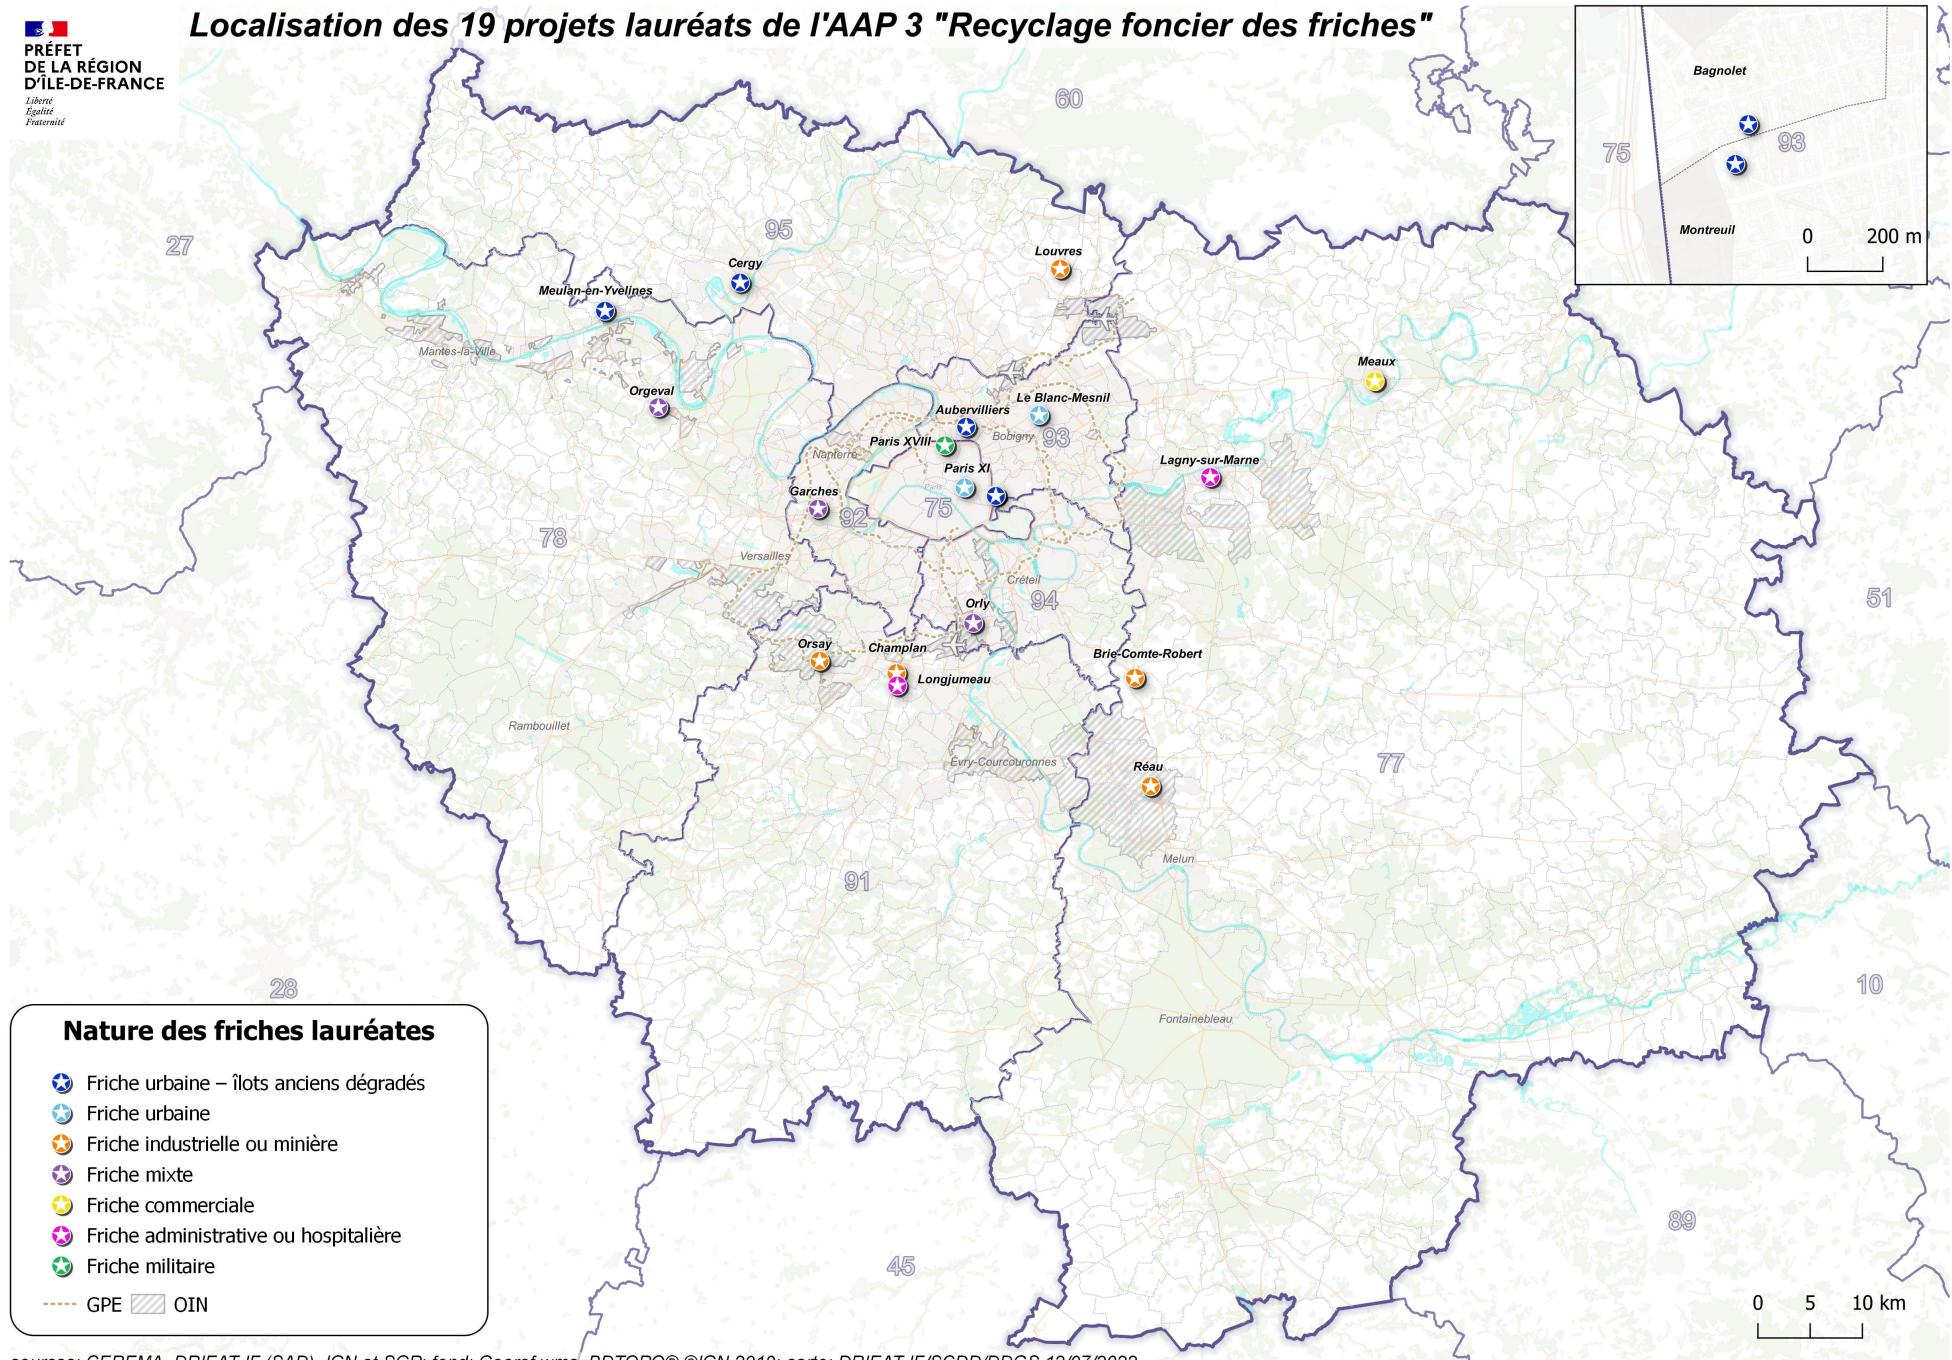 Localisation des 19 projets lauréats de l'AAP 3 "Recyclage foncier des friches"
PRÉFET
DE LA RÉGION
D'ÎLE-DE-FRANCE
Liberté
Égalité
Fraternité
Bagnolet
93
75
Montreuil
0 200 m
60
27
95
Louvres
Cergy
Meulan-en-Yvelines
Mantes-la-Ville
Meaux
Orgeval
Le Blanc-Mesnil
Aubervilliers
Bobigny
93
Paris XVIII
Nanterre
Lagny-sur-Marne
Paris XI
Paris
Garches
75
92
78
Versailles
Créteil
51
Orly
94
Orsay
Champlan
Brie-Comte-Robert
Longjumeau
Rambouillet
Évry-Courcouronnes
Réau
77
Melun
91
28
10
Fontainebleau
89
45
Nature des friches lauréates
Friche urbaine – îlots anciens dégradés
Friche urbaine
Friche industrielle ou minière
Friche mixte
Friche commerciale
Friche administrative ou hospitalière
Friche militaire
GPE OIN
0 5 10 km